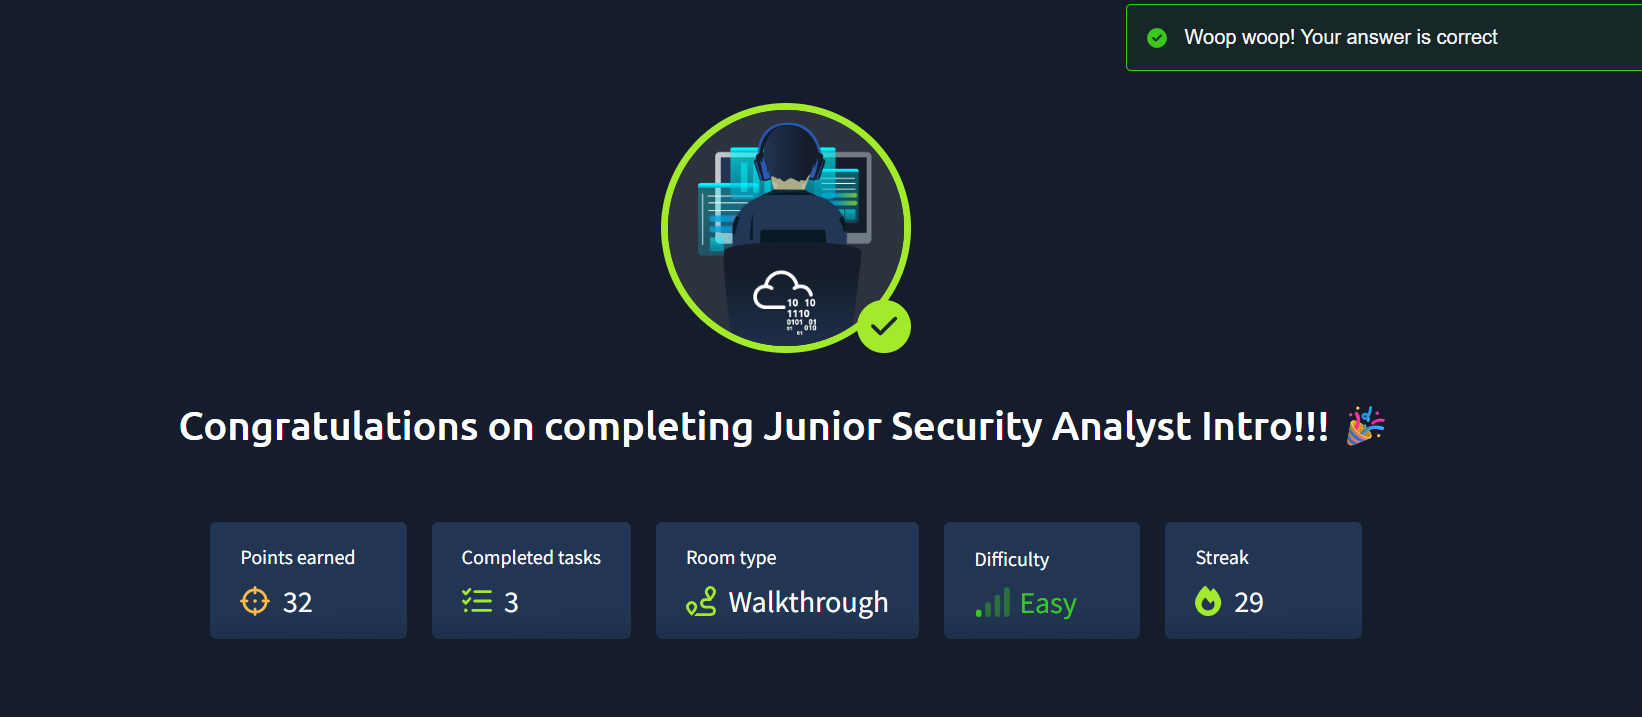 Woop woop! Your answer is correct
10 10
1110
0101 01
01 010
01
Congratulations on completing Junior Security Analyst Intro!!! 🎉
Points earned
32
Completed tasks
3
Room type
Walkthrough
Difficulty
Easy
Streak
29